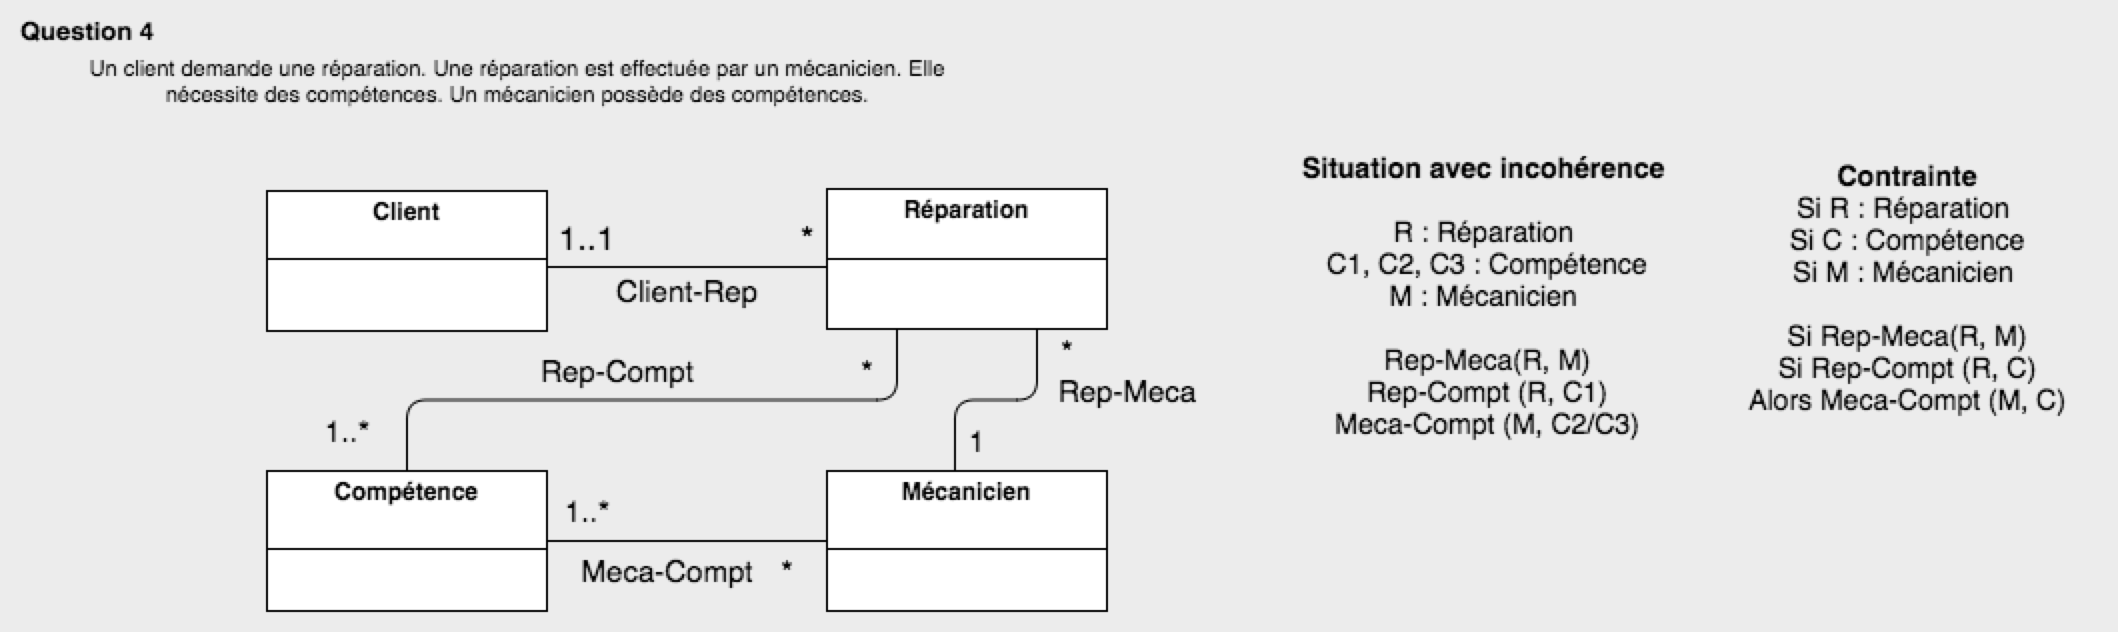 Question 4
Un client demande une réparation. Une réparation est effectuée par un mécanicien. Elle
nécessite des compétences. Un mécanicien possède des compétences.
Client
1..1
*
Réparation
Client-Rep
Rep-Compt
*
*
Rep-Meca
1..*
1
Compétence
1..*
Mécanicien
Meca-Compt
*
Situation avec incohérence
R : Réparation
C1, C2, C3 : Compétence
M : Mécanicien
Rep-Meca(R, M)
Rep-Compt (R, C1)
Meca-Compt (M, C2/C3)
Contrainte
Si R : Réparation
Si C : Compétence
Si M : Mécanicien
Si Rep-Meca(R, M)
Si Rep-Compt (R, C)
Alors Meca-Compt (M, C)